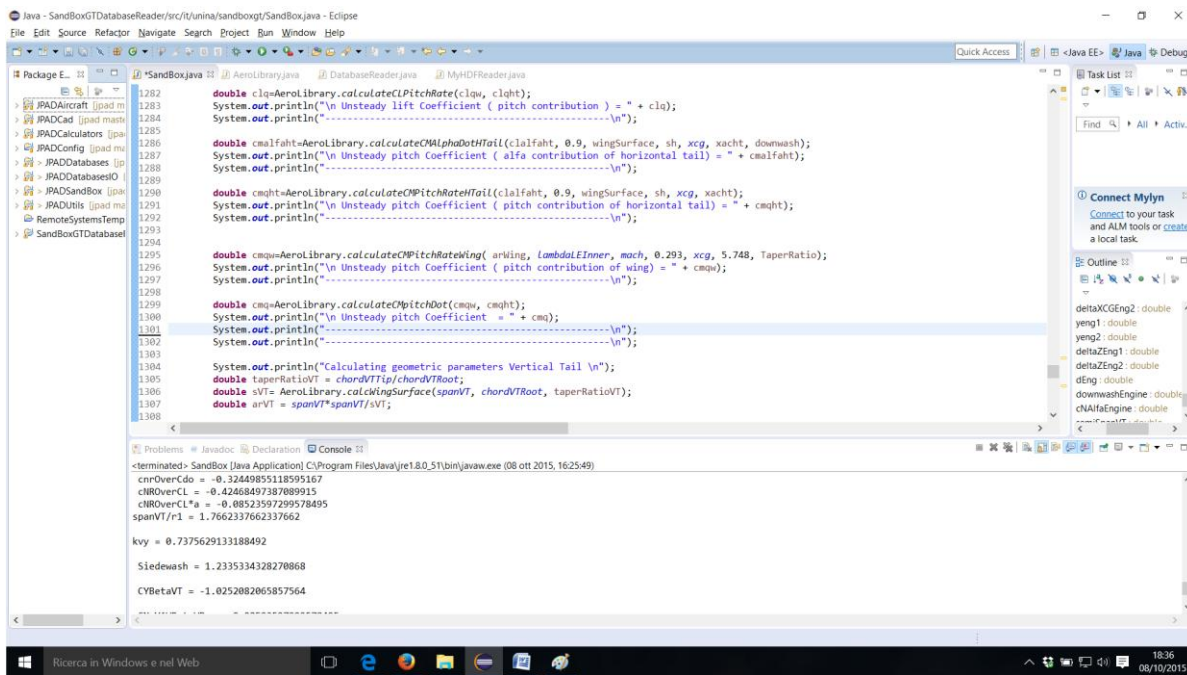 Java - SandBoxGTDatabaseReader/src/it/unina/sandboxgt/SandBox.java - Eclipse
File Edit Source Refactor Navigate Search Project Run Window Help
Quick Access <Java EE> Java Debug
Package E...
JPADAircraft [jpad m
JPADCad [jpad maste
JPADCalculators [jpa
JPADConfig [jpad ma
> JPADDatabases [jp
> JPADDatabasesIO [
> JPADSandBox [jpa
> JPADUtils [jpad ma
RemoteSystemsTemp
SandBoxGTDatabaseI
*SandBox.java AeroLibrary.java DatabaseReader.java MyHDFReader.java
1282 double clq=AeroLibrary.calculateCLPitchRate(clqw, clqht);
1283 System.out.println("\n Unsteady lift Coefficient ( pitch contribution ) = " + clq);
1284 System.out.println("-------------------------------------------------\n");
1285
1286 double cmalfaht=AeroLibrary.calculateCMAlphaDotHTail(clalfaht, 0.9, wingSurface, sh, xcg, xacht, downwash);
1287 System.out.println("\n Unsteady pitch Coefficient ( alfa contribution of horizontal tail) = " + cmalfaht);
1288 System.out.println("-------------------------------------------------\n");
1289
1290 double cmqht=AeroLibrary.calculateCMPitchRateHTail(clalfaht, 0.9, wingSurface, sh, xcg, xacht);
1291 System.out.println("\n Unsteady pitch Coefficient ( pitch contribution of horizontal tail) = " + cmqht);
1292 System.out.println("-------------------------------------------------\n");
1293
1294
1295 double cmqw=AeroLibrary.calculateCMPitchRateWing( arWing, lambdaLEInner, mach, 0.293, xcg, 5.748, TaperRatio);
1296 System.out.println("\n Unsteady pitch Coefficient ( pitch contribution of wing) = " + cmqw);
1297 System.out.println("-------------------------------------------------\n");
1298
1299 double cmq=AeroLibrary.calculateCMpitchDot(cmqw, cmqht);
1300 System.out.println("\n Unsteady pitch Coefficient  = " + cmq);
1301 System.out.println("-------------------------------------------------\n");
1302 System.out.println("-------------------------------------------------\n");
1303
1304 System.out.println("Calculating geometric parameters Vertical Tail \n");
1305 double taperRatioVT = chordVTTip/chordVTRoot;
1306 double sVT= AeroLibrary.calcWingSurface(spanVT, chordVTRoot, taperRatioVT);
1307 double arVT = spanVT*spanVT/sVT;
1308
Task List
Find All Activ.
Connect Mylyn
Connect to your task
and ALM tools or create
a local task.
Outline
deltaXCGEng2 : double
yeng1 : double
yeng2 : double
deltaZEng1 : double
deltaZEng2 : double
dEng : double
downwashEngine : double
cNAlfaEngine : double
Problems Javadoc Declaration Console
<terminated> SandBox [Java Application] C:\Program Files\Java\jre1.8.0_51\bin\javaw.exe (08 ott 2015, 16:25:49)
cnrOverCdo = -0.32449855118595167
cNROverCL = -0.42468497387089915
cNROverCL*a = -0.08523597299578495
spanVT/r1 = 1.7662337662337662
kvy = 0.7375629133188492
Siedewash = 1.2335334328270868
CYBetaVT = -1.0252082065857564
Ricerca in Windows e nel Web
18:36
08/10/2015